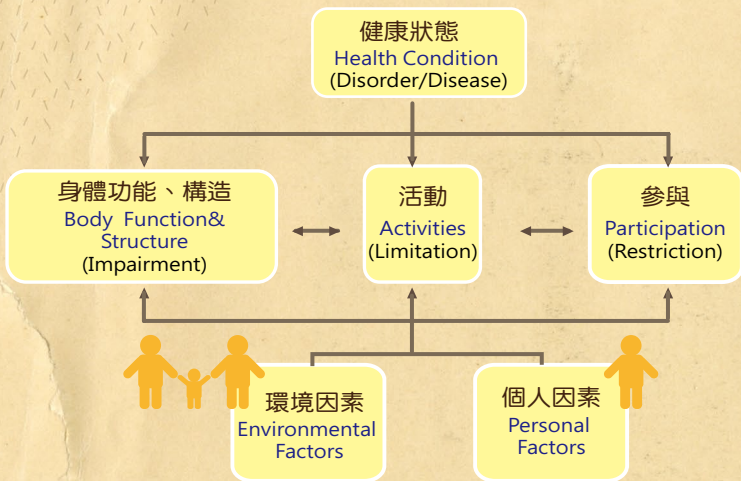 健康狀態
Health Condition
(Disorder/Disease)
身體功能、構造
Body Function&
Structure
(Impairment)
活動
Activities
(Limitation)
參與
Participation
(Restriction)
環境因素
Environmental
Factors
個人因素
Personal
Factors